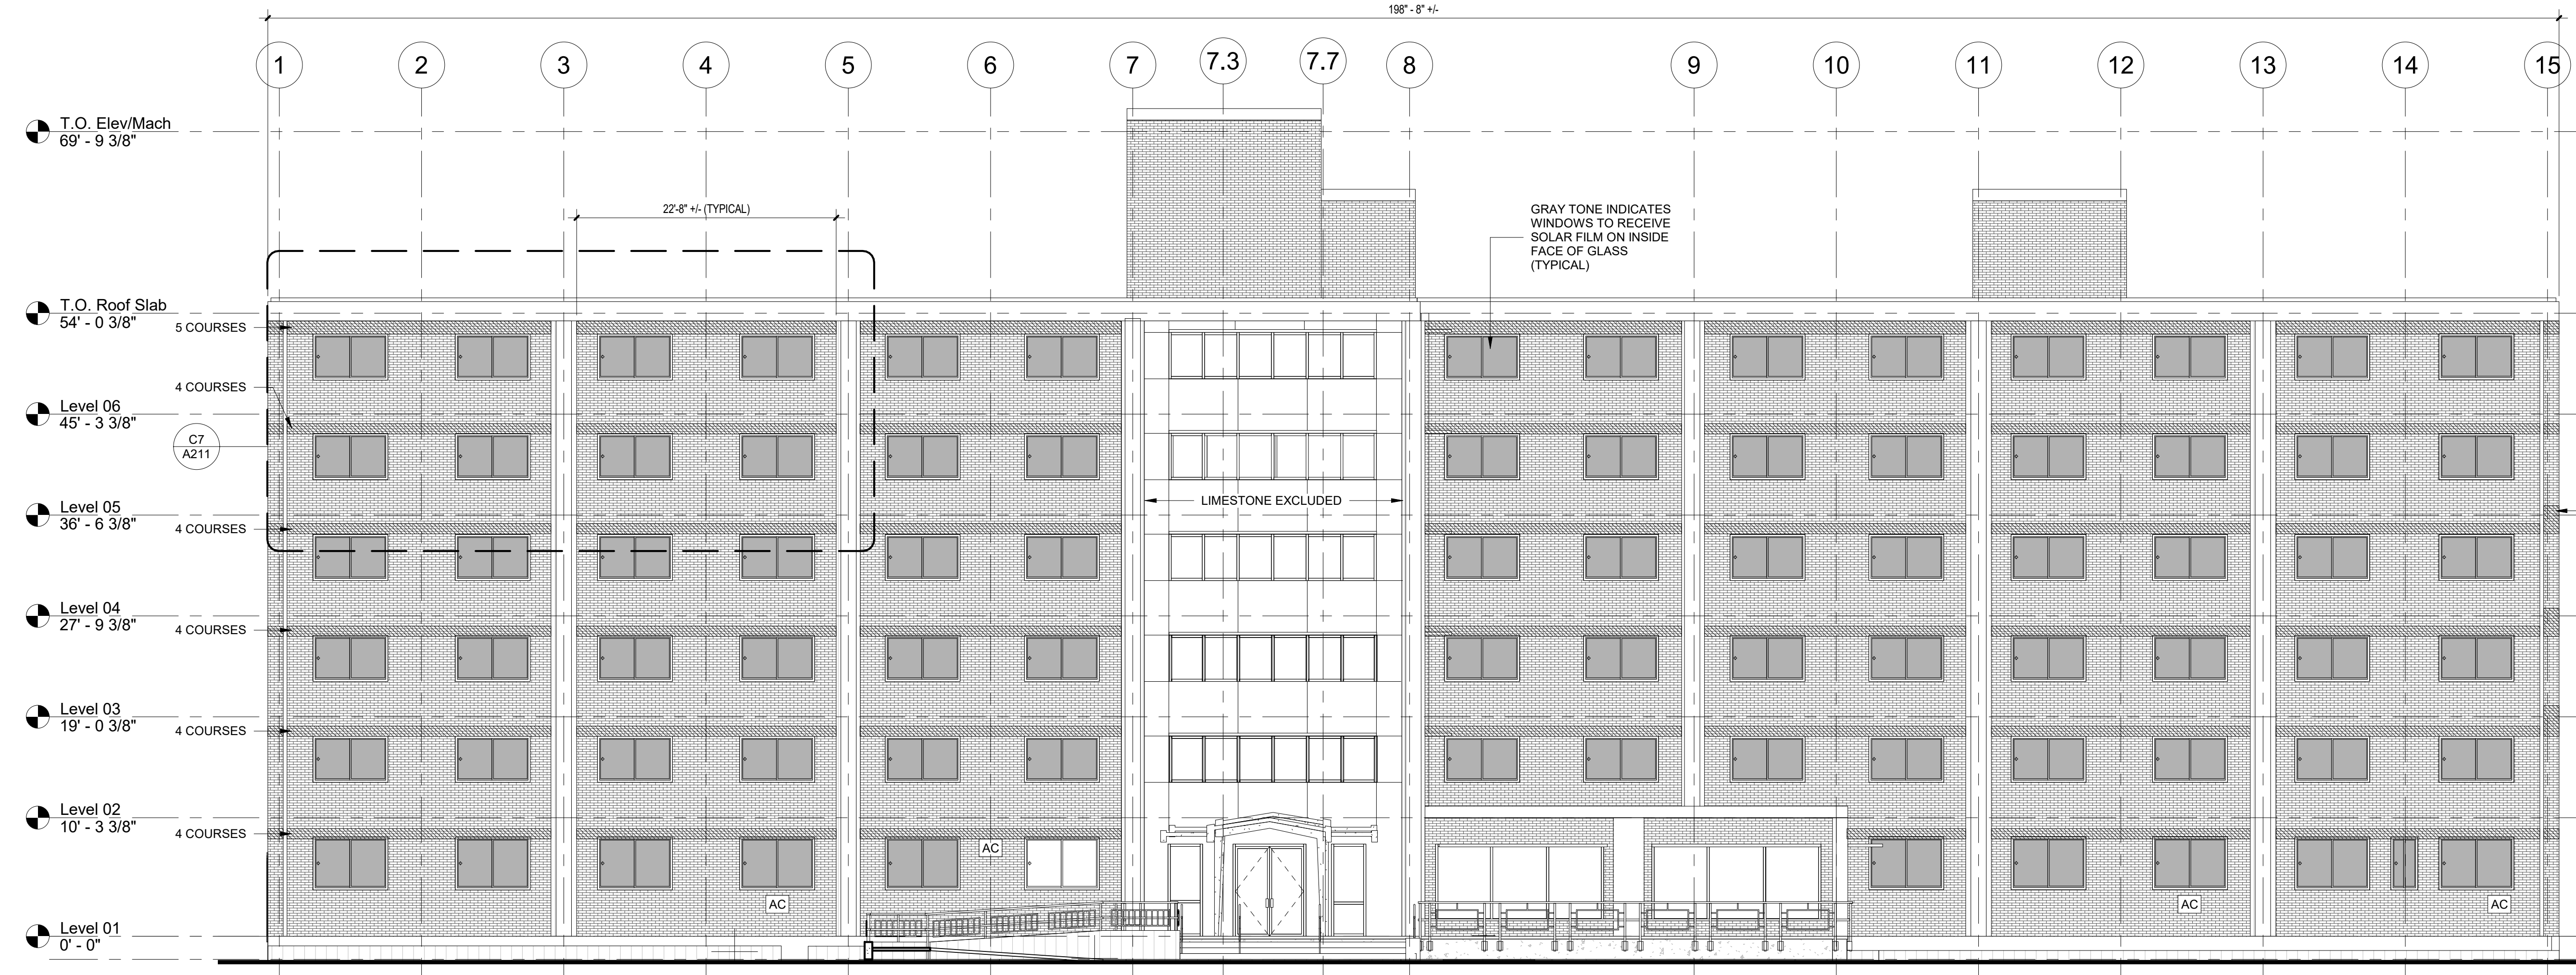 198" - 8" +/-
1
2
3
4
5
6
7
7.3
7.7
8
9
10
11
12
13
14
15
T.O. Elev/Mach
69' - 9 3/8"
22'-8" +/- (TYPICAL)
GRAY TONE INDICATES
WINDOWS TO RECEIVE
SOLAR FILM ON INSIDE
FACE OF GLASS
(TYPICAL)
T.O. Roof Slab
54' - 0 3/8"
5 COURSES
4 COURSES
Level 06
45' - 3 3/8"
C7
A211
LIMESTONE EXCLUDED
Level 05
36' - 6 3/8"
4 COURSES
Level 04
27' - 9 3/8"
4 COURSES
Level 03
19' - 0 3/8"
4 COURSES
Level 02
10' - 3 3/8"
4 COURSES
AC
AC
AC
AC
Level 01
0' - 0"